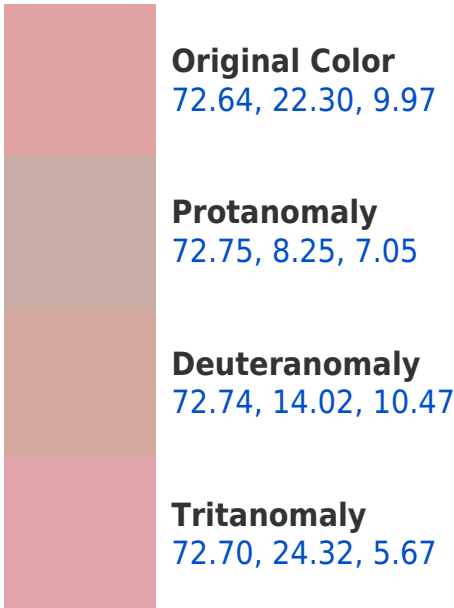 Original Color
72.64, 22.30, 9.97
Protanomaly
72.75, 8.25, 7.05
Deuteranomaly
72.74, 14.02, 10.47
Tritanomaly
72.70, 24.32, 5.67